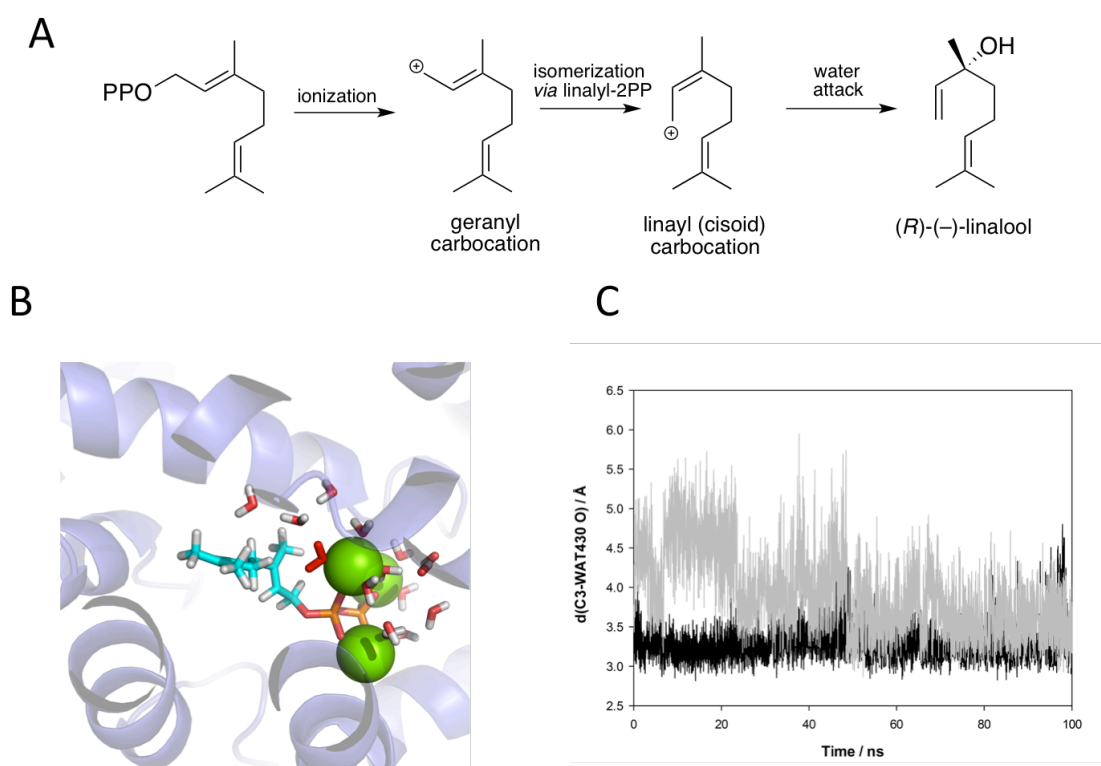 A
PPO
ionization
⊕
isomerization
via linalyl-2PP
⊕
water
attack
OH
geranyl
carbocation
linayl (cisoid)
carbocation
(R)-(–)-linalool
B
C
d(C3-WAT430 O) / Å
6.5
6.0
5.5
5.0
4.5
4.0
3.5
3.0
2.5
0 20 40 60 80 100
Time / ns